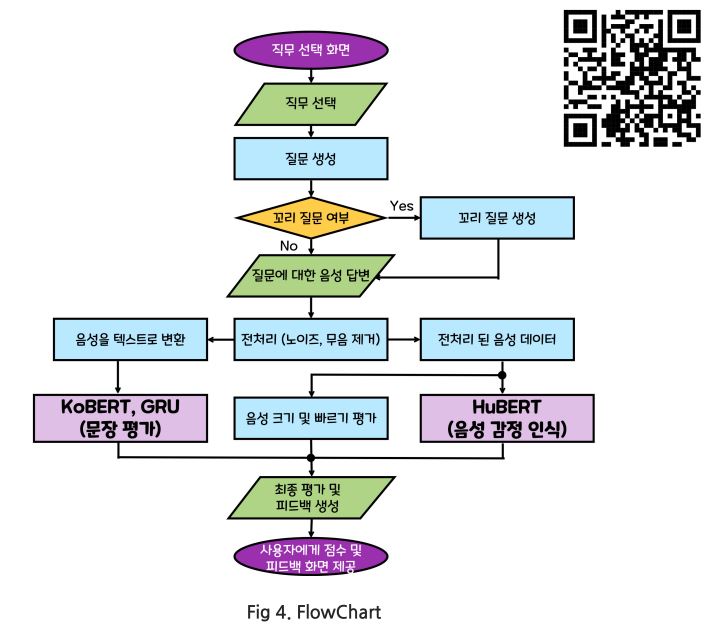 직무 선택 화면
직무 선택
질문 생성
꼬리 질문 여부
Yes
꼬리 질문 생성
No
질문에 대한 음성 답변
음성을 텍스트로 변환
전처리 (노이즈, 무음 제거)
전처리 된 음성 데이터
KoBERT, GRU
(문장 평가)
음성 크기 및 빠르기 평가
HuBERT
(음성 감정 인식)
최종 평가 및
피드백 생성
사용자에게 점수 및
피드백 화면 제공
Fig 4. FlowChart